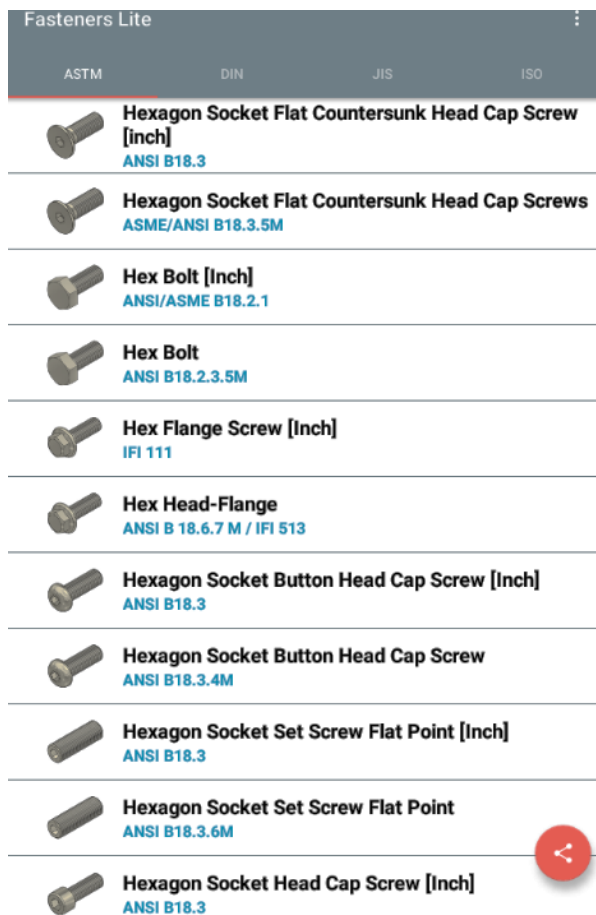 Fasteners Lite
ASTM DIN JIS ISO
Hexagon Socket Flat Countersunk Head Cap Screw
[inch]
ANSI B18.3
Hexagon Socket Flat Countersunk Head Cap Screws
ASME/ANSI B18.3.5M
Hex Bolt [Inch]
ANSI/ASME B18.2.1
Hex Bolt
ANSI B18.2.3.5M
Hex Flange Screw [Inch]
IFI 111
Hex Head-Flange
ANSI B 18.6.7 M / IFI 513
Hexagon Socket Button Head Cap Screw [Inch]
ANSI B18.3
Hexagon Socket Button Head Cap Screw
ANSI B18.3.4M
Hexagon Socket Set Screw Flat Point [Inch]
ANSI B18.3
Hexagon Socket Set Screw Flat Point
ANSI B18.3.6M
Hexagon Socket Head Cap Screw [Inch]
ANSI B18.3